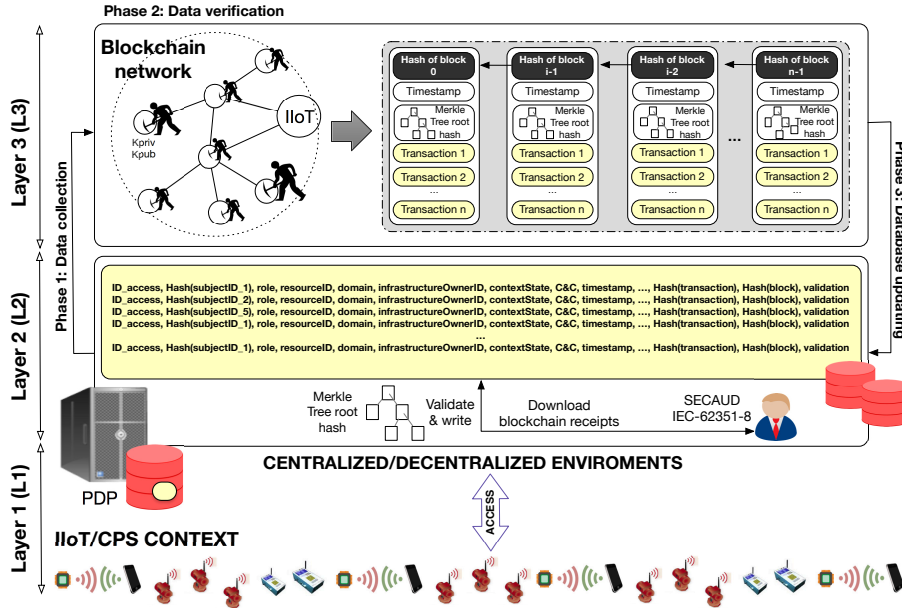 Phase 2: Data verification
Layer 3 (L3)
Phase 1: Data collection
Blockchain
network
IIoT
Kpriv
Kpub
Hash of block
0
Timestamp
Merkle
Tree root
hash
Transaction 1
Transaction 2
...
Transaction n
Hash of block
i-1
Timestamp
Merkle
Tree root
hash
Transaction 1
Transaction 2
...
Transaction n
Hash of block
i-2
Timestamp
Merkle
Tree root
hash
Transaction 1
Transaction 2
...
Transaction n
...
Hash of block
n-1
Timestamp
Merkle
Tree root
hash
Transaction 1
Transaction 2
...
Transaction n
Phase 3: Database updating
Layer 2 (L2)
ID_access, Hash(subjectID_1), role, resourceID, domain, infrastructureOwnerID, contextState, C&C, timestamp, ..., Hash(transaction), Hash(block), validation
ID_access, Hash(subjectID_2), role, resourceID, domain, infrastructureOwnerID, contextState, C&C, timestamp, ..., Hash(transaction), Hash(block), validation
ID_access, Hash(subjectID_5), role, resourceID, domain, infrastructureOwnerID, contextState, C&C, timestamp, ..., Hash(transaction), Hash(block), validation
ID_access, Hash(subjectID_1), role, resourceID, domain, infrastructureOwnerID, contextState, C&C, timestamp, ..., Hash(transaction), Hash(block), validation
...
ID_access, Hash(subjectID_1), role, resourceID, domain, infrastructureOwnerID, contextState, C&C, timestamp, ..., Hash(transaction), Hash(block), validation
Merkle
Tree root
hash
Validate
& write
Download
blockchain receipts
SECAUD
IEC-62351-8
PDP
Layer 1 (L1)
CENTRALIZED/DECENTRALIZED ENVIROMENTS
ACCESS
IIoT/CPS CONTEXT